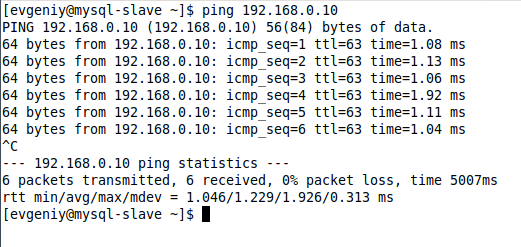 [evgeniy@mysql-slave ~]$ ping 192.168.0.10
PING 192.168.0.10 (192.168.0.10) 56(84) bytes of data.
64 bytes from 192.168.0.10: icmp_seq=1 ttl=63 time=1.08 ms
64 bytes from 192.168.0.10: icmp_seq=2 ttl=63 time=1.13 ms
64 bytes from 192.168.0.10: icmp_seq=3 ttl=63 time=1.06 ms
64 bytes from 192.168.0.10: icmp_seq=4 ttl=63 time=1.92 ms
64 bytes from 192.168.0.10: icmp_seq=5 ttl=63 time=1.11 ms
64 bytes from 192.168.0.10: icmp_seq=6 ttl=63 time=1.04 ms
^C
--- 192.168.0.10 ping statistics ---
6 packets transmitted, 6 received, 0% packet loss, time 5007ms
rtt min/avg/max/mdev = 1.046/1.229/1.926/0.313 ms
[evgeniy@mysql-slave ~]$